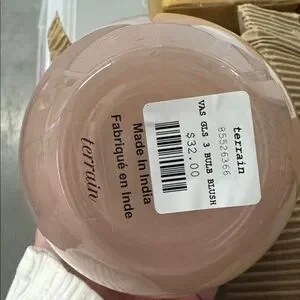 terrain
85526366
VAS GLS 3 BULB BLUSH
$32.00
Made In India
Fabriqué en Inde
terrain